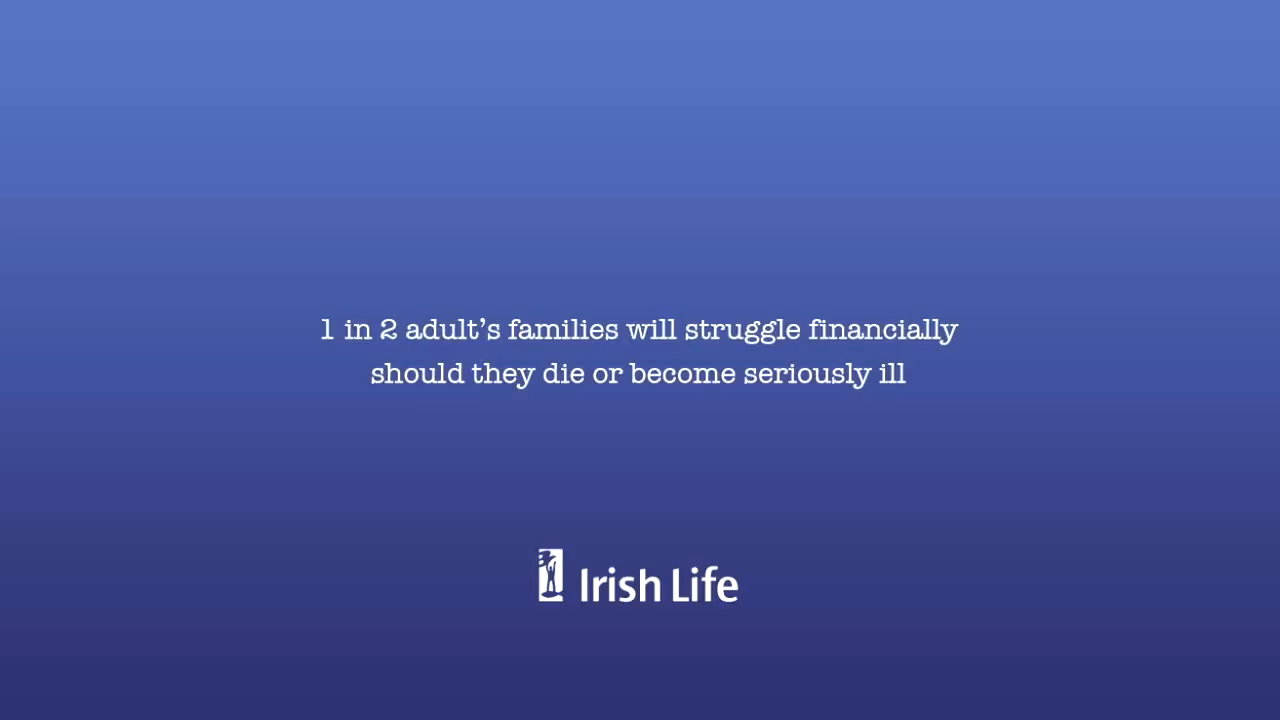 1 in 2 adult’s families will struggle financially
should they die or become seriously ill
Irish Life